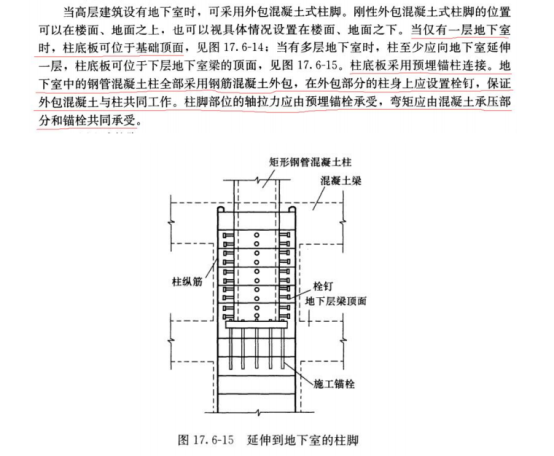 当高层建筑设有地下室时，可采用外包混凝土式柱脚。刚性外包混凝土式柱脚的位置
可以在楼面、地面之上，也可以视具体情况设置在楼面、地面之下。当仅有一层地下室
时，柱底板可位于基础顶面，见图 17.6-14；当有多层地下室时，柱至少应向地下室延伸
一层，柱底板可位于下层地下室梁的顶面，见图 17.6-15。柱底板采用预埋锚柱连接。地
下室中的钢管混凝土柱全部采用钢筋混凝土外包，在外包部分的柱身上应设置栓钉，保证
外包混凝土与柱共同工作。柱脚部位的轴拉力应由预埋锚栓承受，弯矩应由混凝土承压部
分和锚栓共同承受。
矩形钢管混凝土柱
混凝土梁
柱纵筋
栓钉
地下层梁顶面
施工锚栓
图 17.6-15 延伸到地下室的柱脚